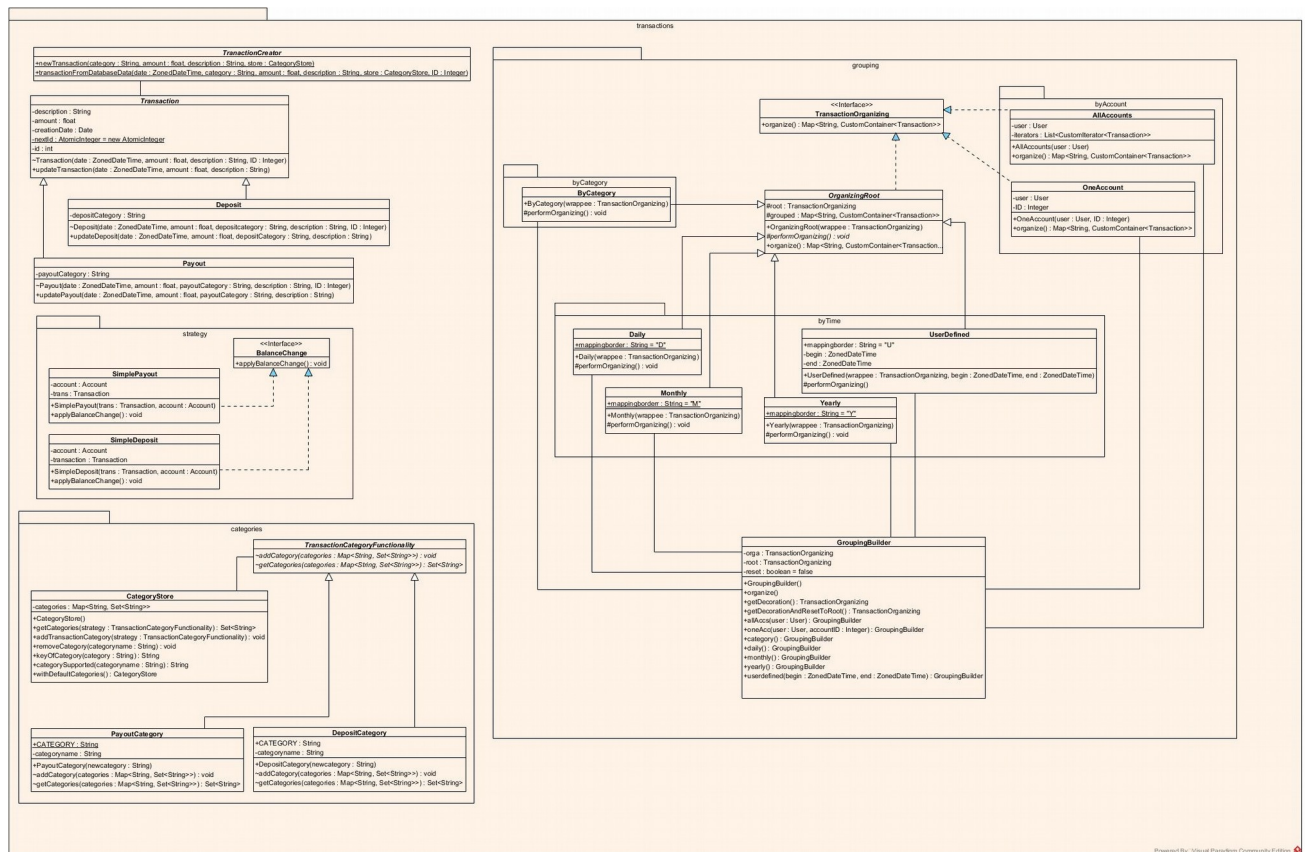 transactions
TranactionCreator
+newTransaction(category : String, amount : float, description : String, store : CategoryStore)
+transactionFromDatabaseData(date : ZonedDateTime, category : String, amount : float, description : String, store : CategoryStore, ID : Integer)
Transaction
-description : String
-amount : float
-creationDate : Date
-nextId : AtomicInteger = new AtomicInteger
-id : int
~Transaction(date : ZonedDateTime, amount : float, description : String, ID : Integer)
+updateTransaction(date : ZonedDateTime, amount : float, description : String)
Deposit
-depositCategory : String
~Deposit(date : ZonedDateTime, amount : float, depositcategory : String, description : String, ID : Integer)
+updateDeposit(date : ZonedDateTime, amount : float, depositCategory : String, description : String)
Payout
-payoutCategory : String
~Payout(date : ZonedDateTime, amount : float, payoutCategory : String, description : String, ID : Integer)
+updatePayout(date : ZonedDateTime, amount : float, payoutCategory : String, description : String)
strategy
<<Interface>>
BalanceChange
+applyBalanceChange() : void
SimplePayout
-account : Account
-trans : Transaction
+SimplePayout(trans : Transaction, account : Account)
+applyBalanceChange() : void
SimpleDeposit
-account : Account
-transaction : Transaction
+SimpleDeposit(trans : Transaction, account : Account)
+applyBalanceChange() : void
categories
TransactionCategoryFunctionality
~addCategory(categories : Map<String, Set<String>>) : void
~getCategories(categories : Map<String, Set<String>>) : Set<String>
CategoryStore
-categories : Map<String, Set<String>>
+CategoryStore()
+getCategories(strategy : TransactionCategoryFunctionality) : Set<String>
+addTransactionCategory(strategy : TransactionCategoryFunctionality) : void
+removeCategory(categoryname : String) : void
+keyOfCategory(category : String) : String
+categorySupported(categoryname : String) : String
+withDefaultCategories() : CategoryStore
PayoutCategory
+CATEGORY : String
-categoryname : String
+PayoutCategory(newcategory : String)
~addCategory(categories : Map<String, Set<String>>) : void
~getCategories(categories : Map<String, Set<String>>) : Set<String>
DepositCategory
+CATEGORY : String
-categoryname : String
+DepositCategory(newcategory : String)
~addCategory(categories : Map<String, Set<String>>) : void
~getCategories(categories : Map<String, Set<String>>) : Set<String>
grouping
<<Interface>>
TransactionOrganizing
+organize() : Map<String, CustomContainer<Transaction>>
byAccount
AllAccounts
-user : User
-iterators : List<CustomIterator<Transaction>>
+AllAccounts(user : User)
+organize() : Map<String, CustomContainer<Transaction>>
OneAccount
-user : User
-ID : Integer
+OneAccount(user : User, ID : Integer)
+organize() : Map<String, CustomContainer<Transaction>>
byCategory
ByCategory
+ByCategory(wrappee : TransactionOrganizing)
#performOrganizing() : void
OrganizingRoot
#root : TransactionOrganizing
#grouped : Map<String, CustomContainer<Transaction>>
+OrganizingRoot(wrappee : TransactionOrganizing)
#performOrganizing() : void
+organize() : Map<String, CustomContainer<Transaction...
byTime
Daily
+mappingborder : String = "D"
+Daily(wrappee : TransactionOrganizing)
#performOrganizing() : void
Monthly
+mappingborderr : String = "M"
+Monthly(wrappee : TransactionOrganizing)
#performOrganizing() : void
Yearly
+mappingborder : String = "Y"
+Yearly(wrappee : TransactionOrganizing)
#performOrganizing() : void
UserDefined
+mappingborder : String = "U"
-begin : ZonedDateTime
-end : ZonedDateTime
+UserDefined(wrappee : TransactionOrganizing, begin : ZonedDateTime, end : ZonedDateTime)
#performOrganizing()
GroupingBuilder
-orga : TransactionOrganizing
-root : TransactionOrganizing
-reset : boolean = false
+GroupingBuilder()
+organize()
+getDecoration() : TransactionOrganizing
+getDecorationAndResetToRoot() : TransactionOrganizing
+allAccs(user : User) : GroupingBuilder
+oneAcc(user : User, accountID : Integer) : GroupingBuilder
+category() : GroupingBuilder
+daily() : GroupingBuilder
+monthly() : GroupingBuilder
+yearly() : GroupingBuilder
+userdefined(begin : ZonedDateTime, end : ZonedDateTime) : GroupingBuilder
Powered By: Visual Paradigm Community Edition